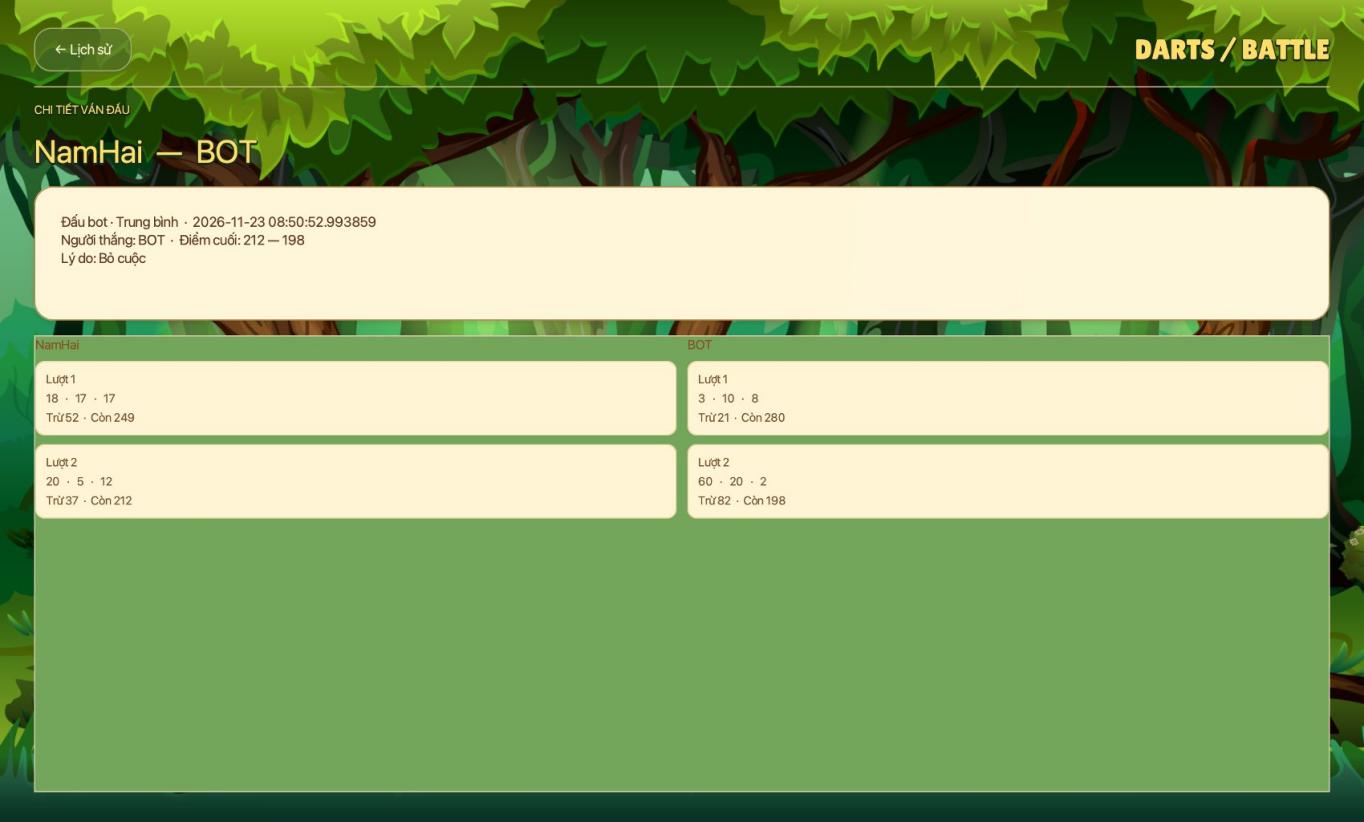 ← Lịch sử
DARTS / BATTLE
CHI TIẾT VÁN ĐẤU
NamHai — BOT
Đấu bot · Trung bình · 2026-11-23 08:50:52.993859
Người thắng: BOT · Điểm cuối: 212 — 198
Lý do: Bỏ cuộc
NamHai
Lượt 1
18 · 17 · 17
Trừ 52 · Còn 249
Lượt 2
20 · 5 · 12
Trừ 37 · Còn 212
BOT
Lượt 1
3 · 10 · 8
Trừ 21 · Còn 280
Lượt 2
60 · 20 · 2
Trừ 82 · Còn 198